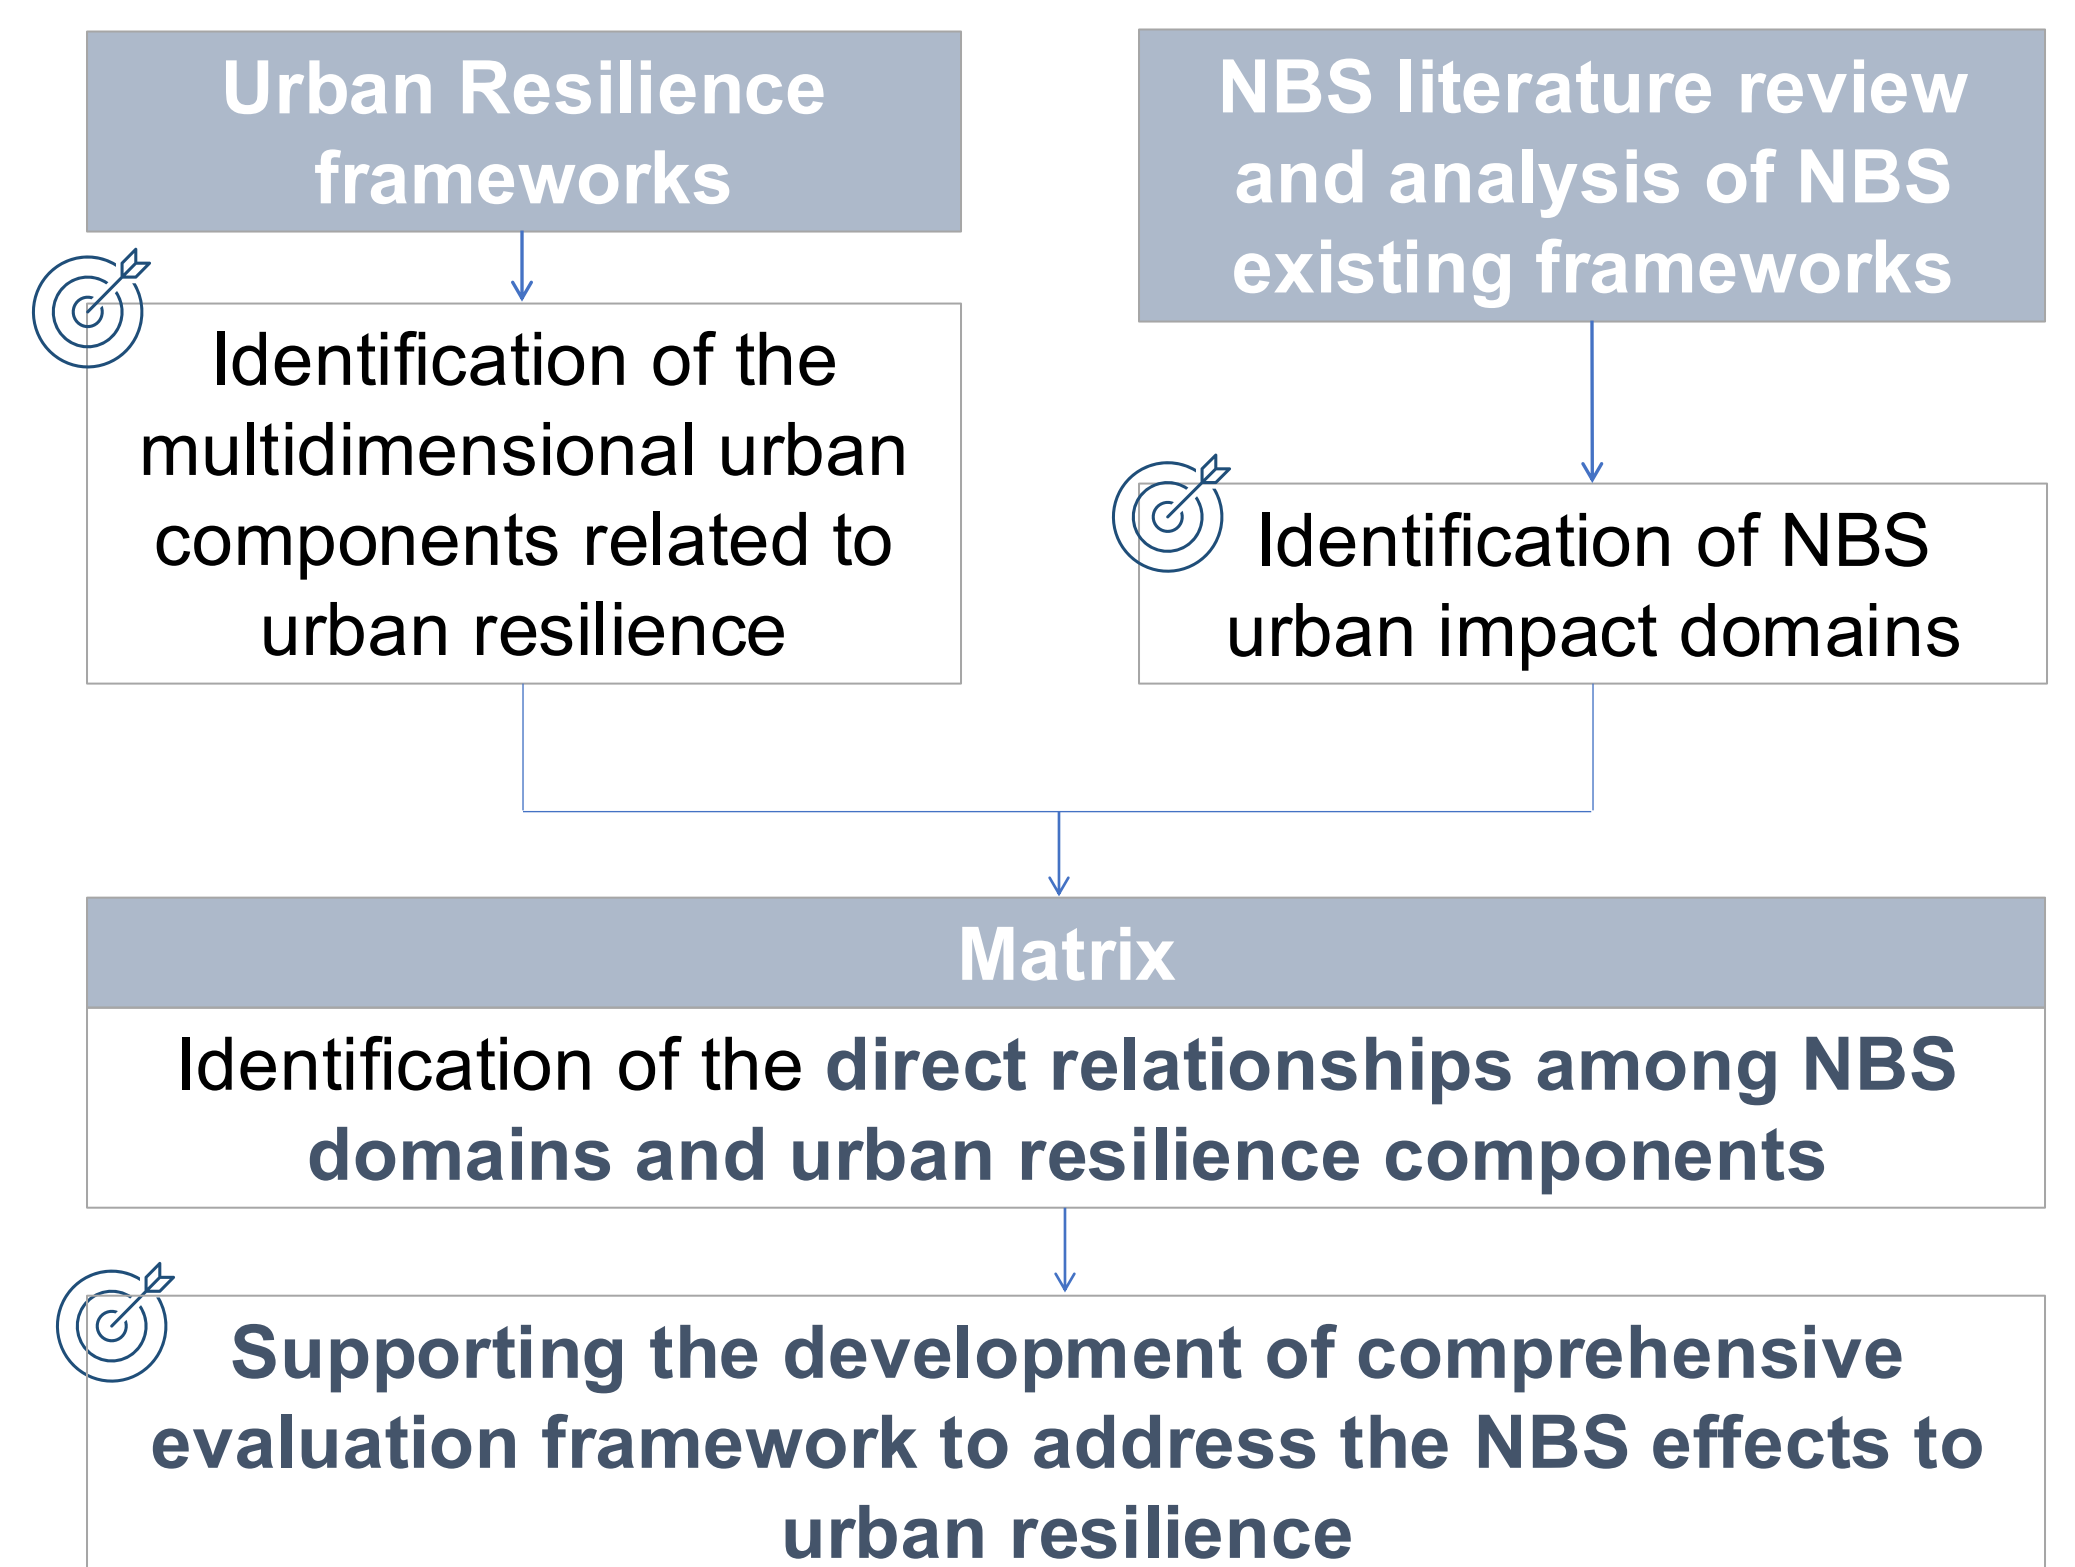 Urban Resilience
frameworks
Identification of the
multidimensional urban
components related to
urban resilience
NBS literature review
and analysis of NBS
existing frameworks
Identification of NBS
urban impact domains
Matrix
Identification of the direct relationships among NBS
domains and urban resilience components
Supporting the development of comprehensive
evaluation framework to address the NBS effects to
urban resilience